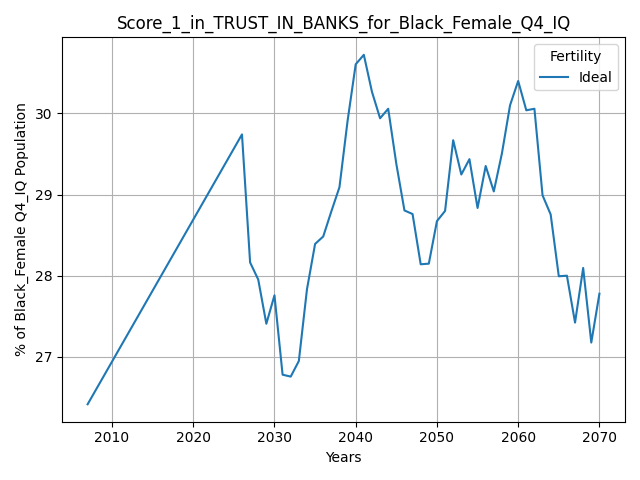 Score_1_in_TRUST_IN_BANKS_for_Black_Female_Q4_IQ
Fertility
Ideal
% of Black_Female Q4_IQ Population
30
29
28
27
2010 2020 2030 2040 2050 2060 2070
Years